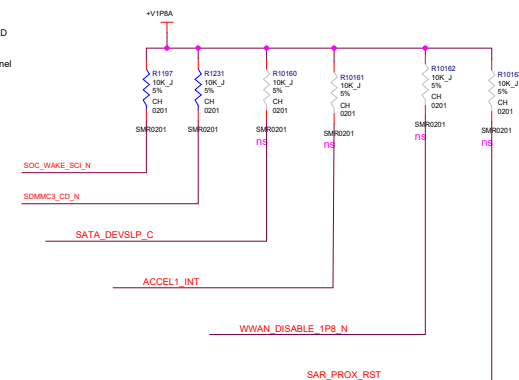 +V1P8A
D
nel
R1197
10K_J
5%
CH
0201
SMR0201
R1231
10K_J
5%
CH
0201
SMR0201
R10160
10K_J
5%
CH
0201
SMR0201
ns
R10161
10K_J
5%
CH
0201
SMR0201
ns
R10162
10K_J
5%
CH
0201
SMR0201
ns
R10163
10K_J
5%
CH
0201
SMR0201
ns
SOC_WAKE_SCI_N
SDMMC3_CD_N
SATA_DEVSLP_C
ACCEL1_INT
WWAN_DISABLE_1P8_N
SAR_PROX_RST